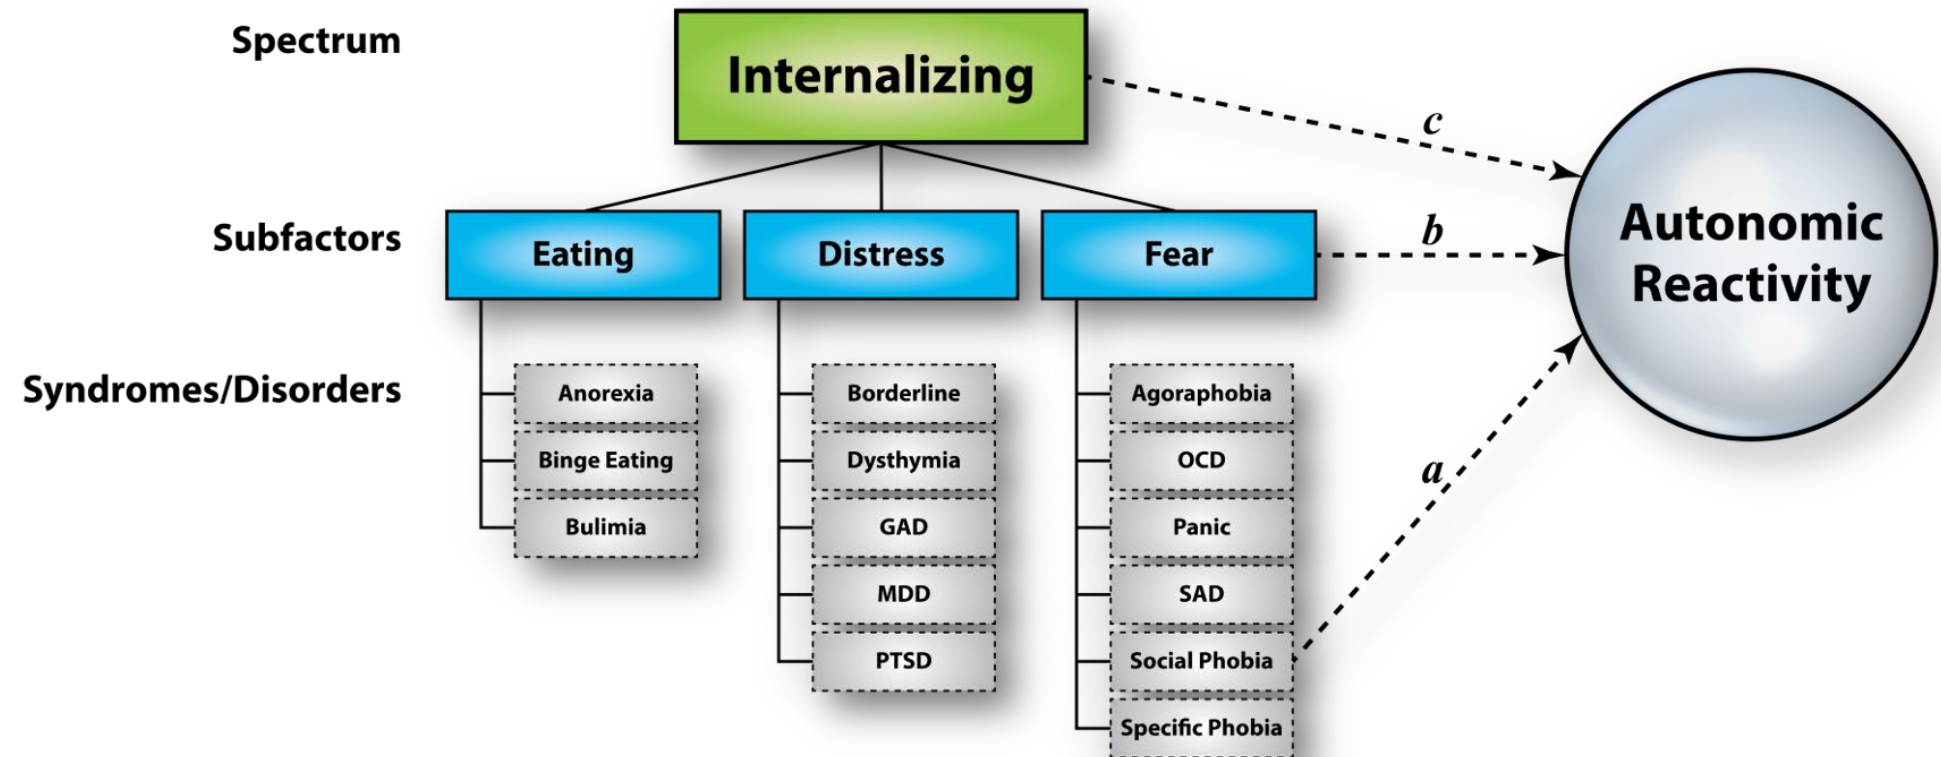 Spectrum
Internalizing
c
Autonomic
Reactivity
Subfactors
Eating
Distress
Fear
b
Syndromes/Disorders
Anorexia
Binge Eating
Bulimia
Borderline
Dysthymia
GAD
MDD
PTSD
Agoraphobia
OCD
Panic
SAD
Social Phobia
Specific Phobia
a